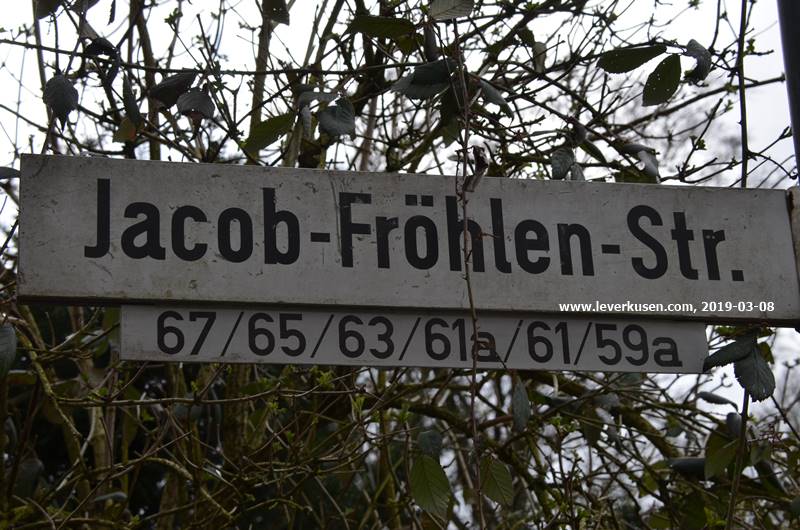 Jacob-Fröhlen-Str.
www.leverkusen.com, 2019-03-08
67/65/63/61a/61/59a